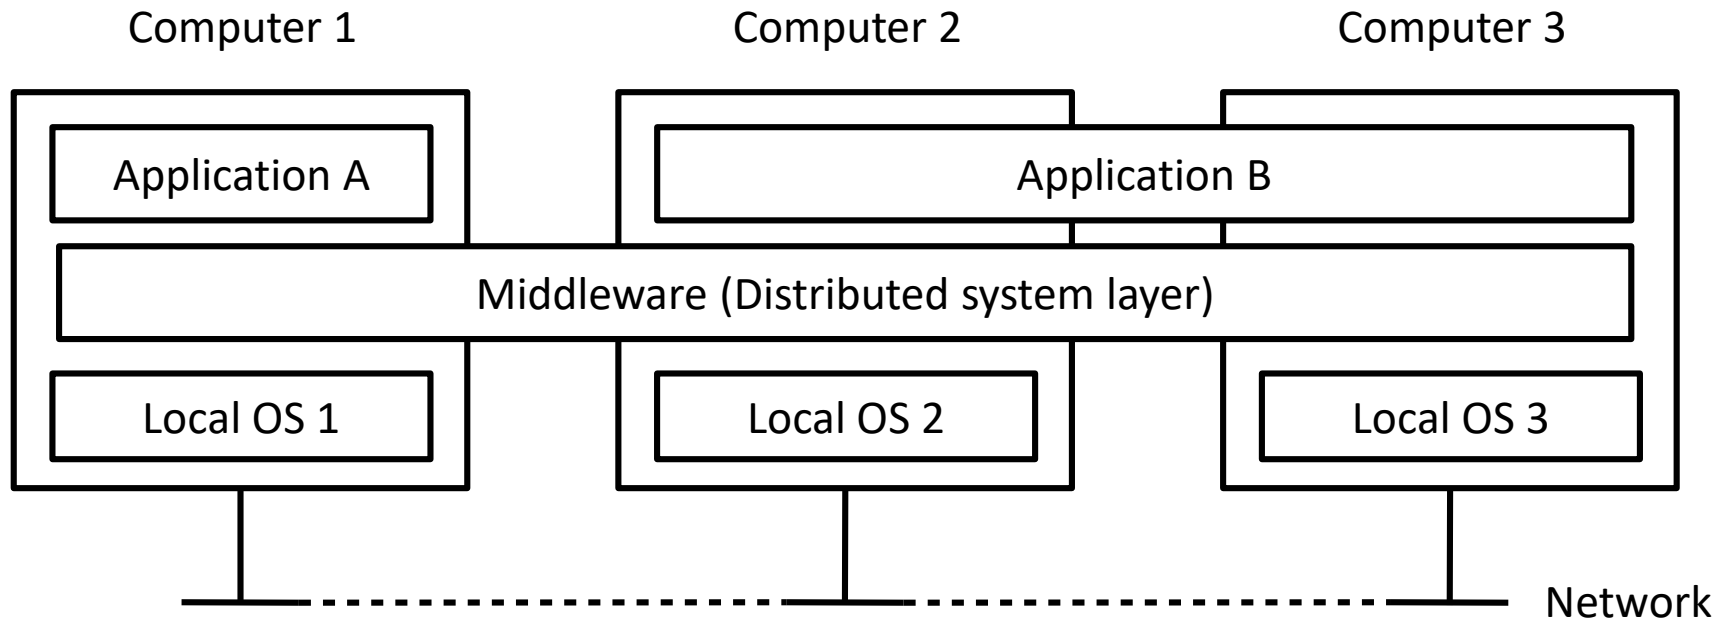 Computer 1
Computer 2
Computer 3
Application A
Application B
Middleware (Distributed system layer)
Local OS 1
Local OS 2
Local OS 3
Network